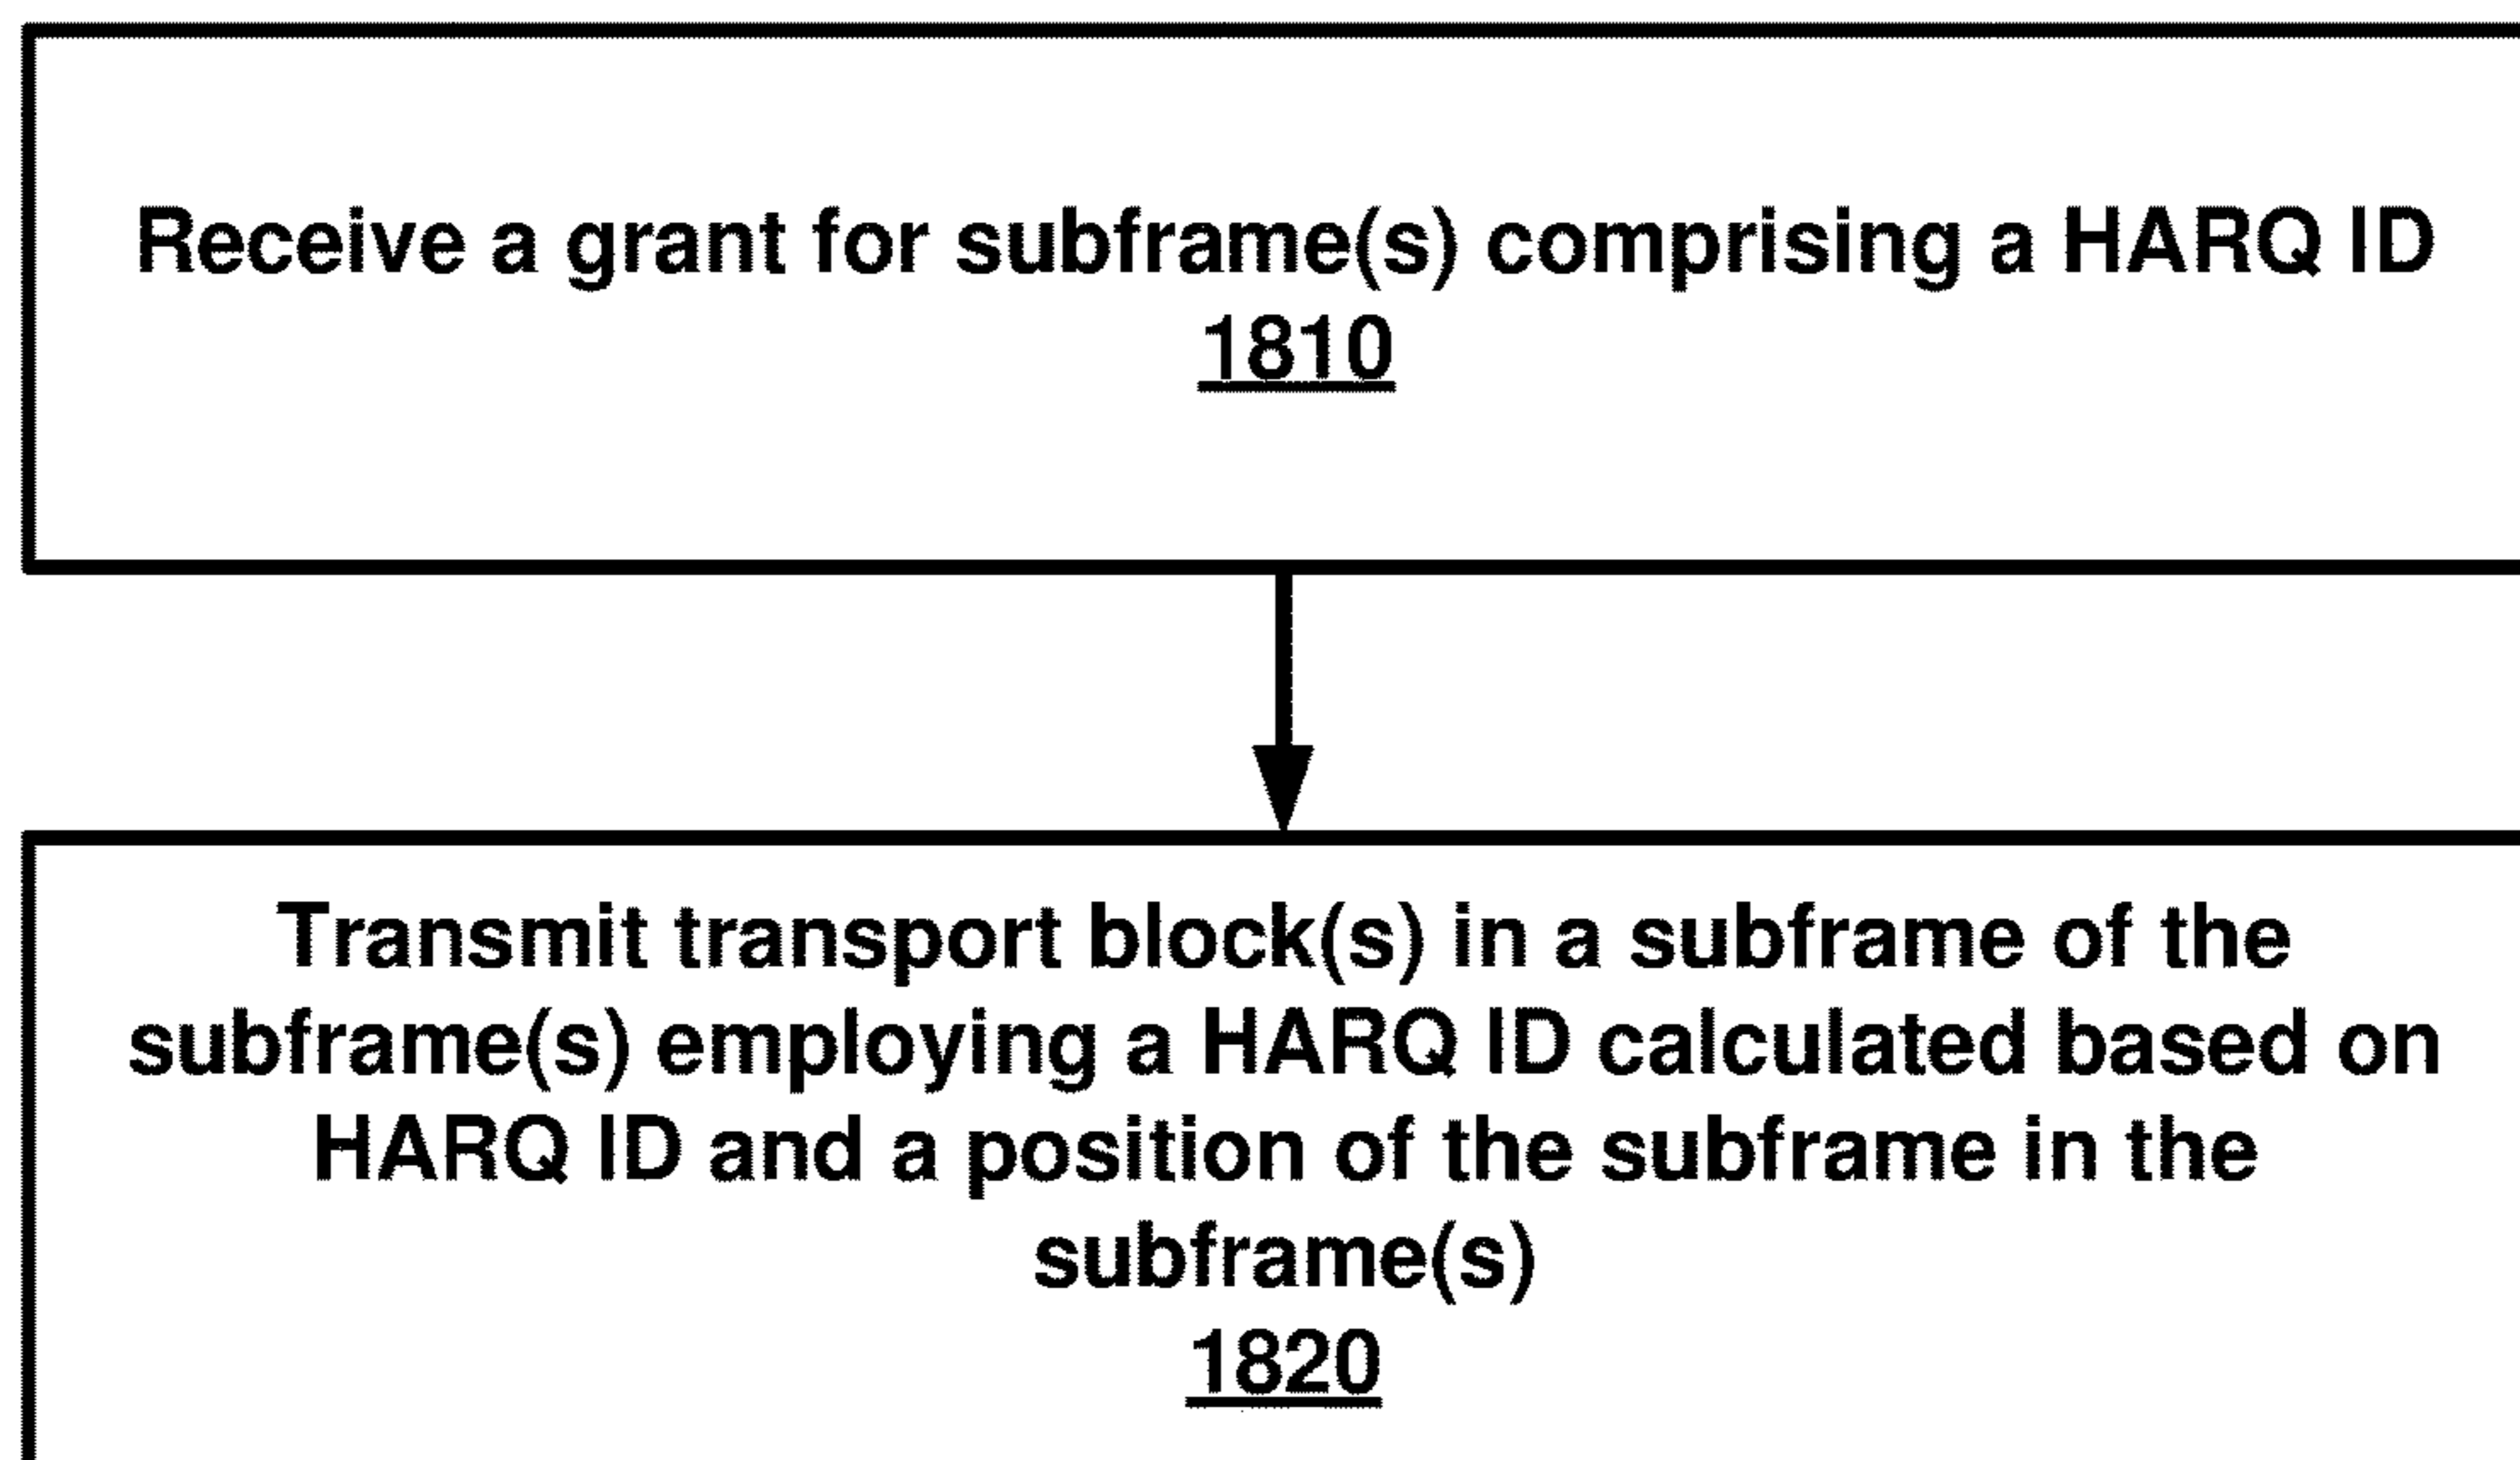 Receive a grant for subframe(s) comprising a HARQ ID
1810
Transmit transport block(s) in a subframe of the
subframe(s) employing a HARQ ID calculated based on
HARQ ID and a position of the subframe in the
subframe(s)
1820